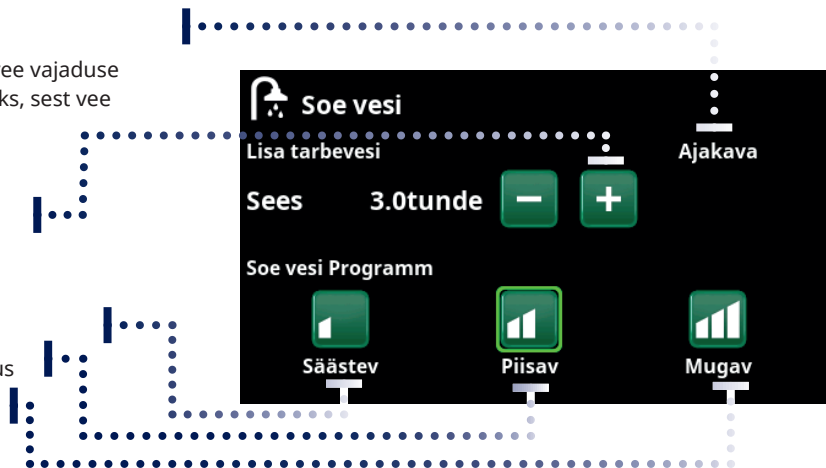 ee vajaduse
ks, sest vee
Soe vesi
Lisa tarbevesi
Ajakava
Sees 3.0tunde − +
Soe vesi Programm
Säästev Piisav Mugav
us